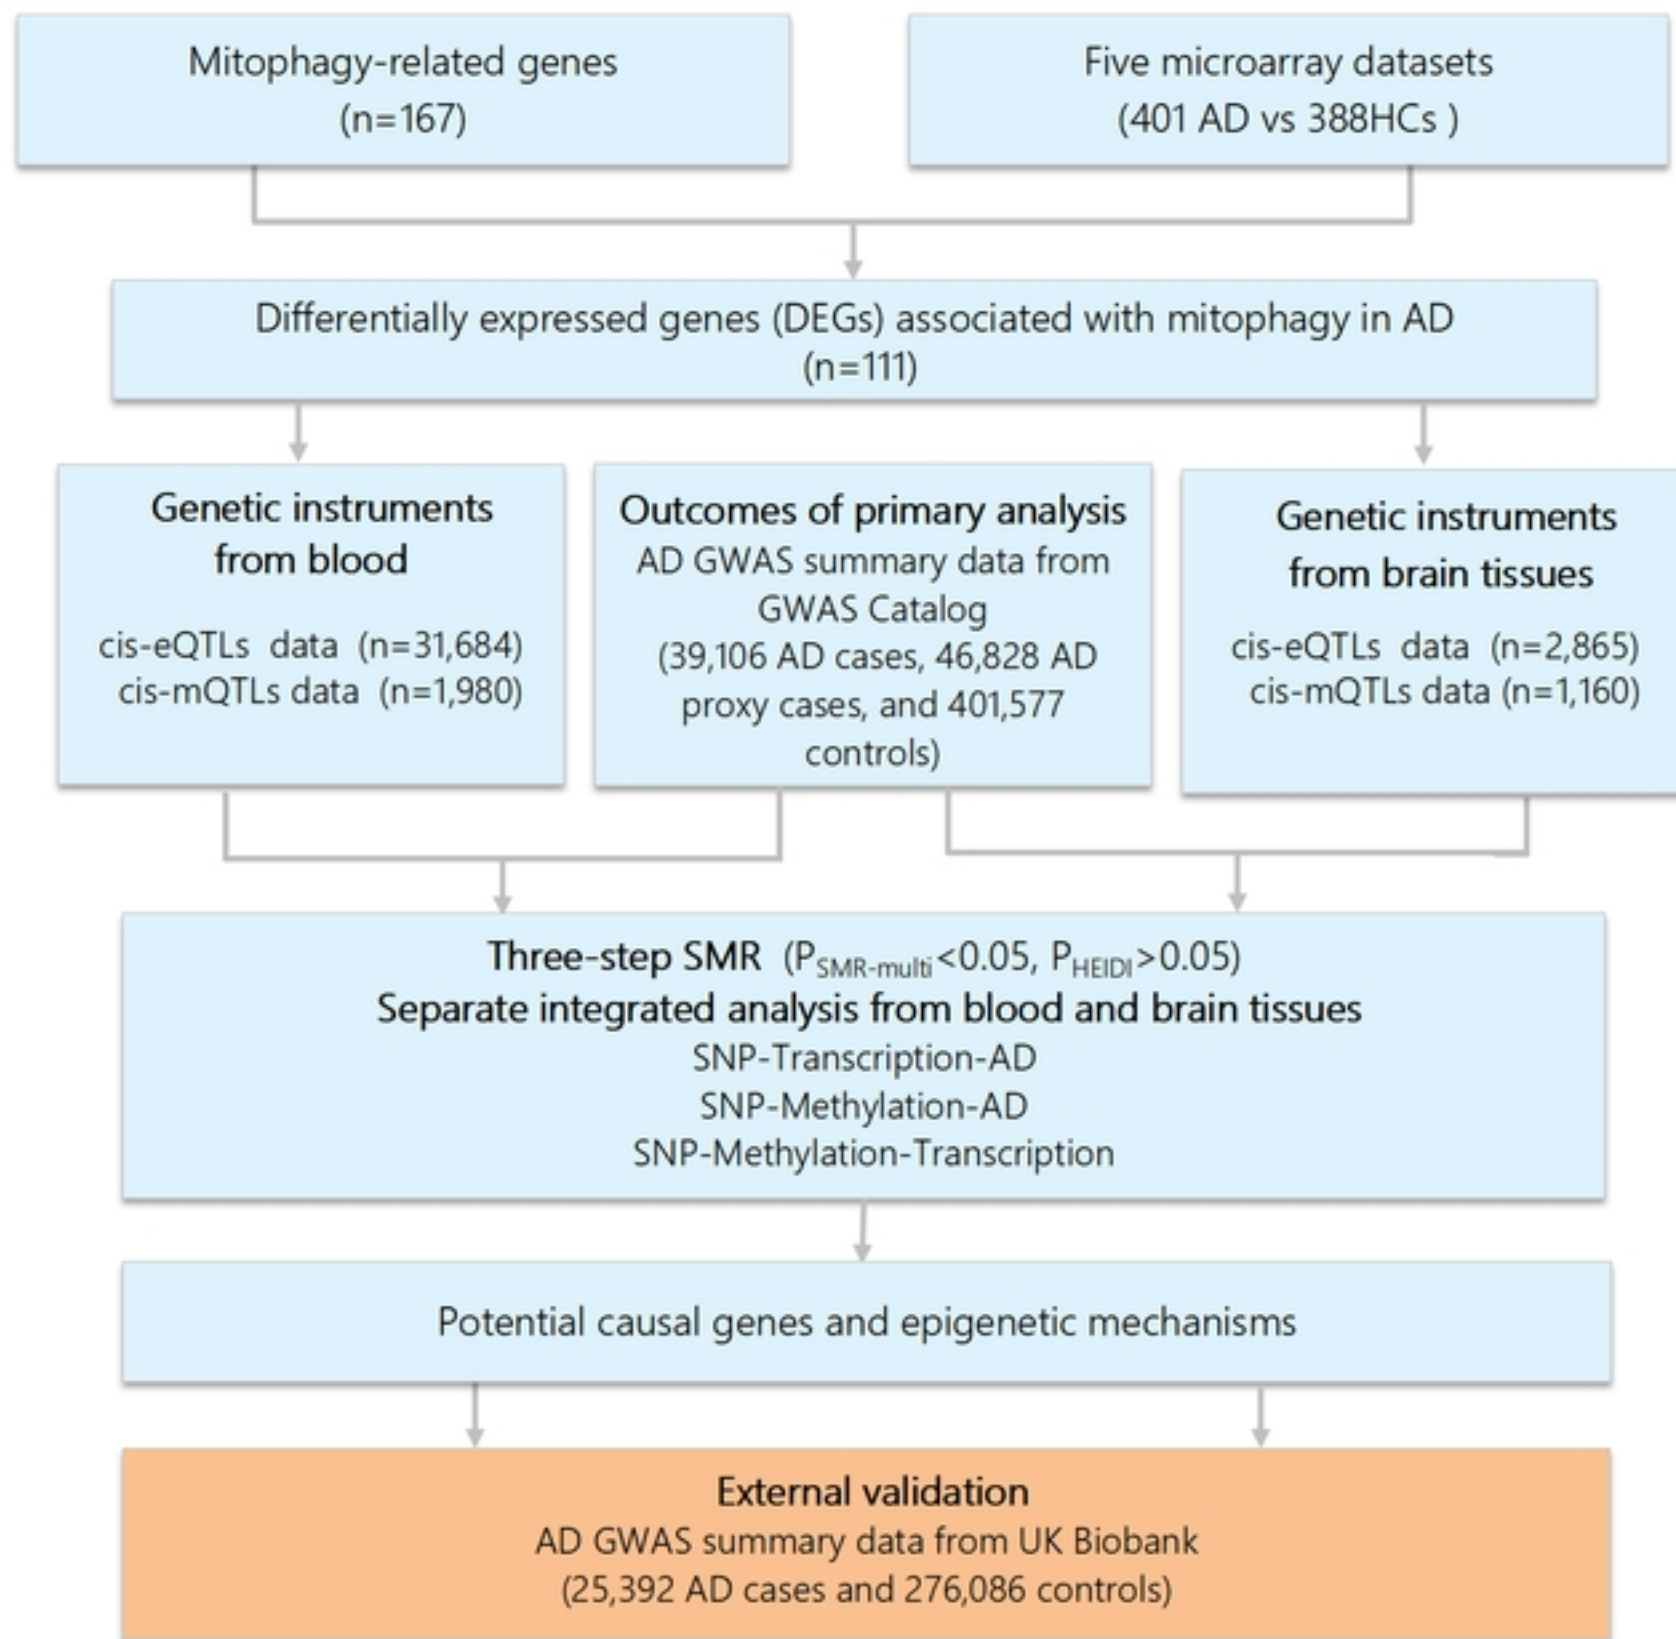 Mitophagy-related genes
(n=167)
Five microarray datasets
(401 AD vs 388HCs )
Differentially expressed genes (DEGs) associated with mitophagy in AD
(n=111)
Genetic instruments
from blood
cis-eQTLs data (n=31,684)
cis-mQTLs data (n=1,980)
Outcomes of primary analysis
AD GWAS summary data from
GWAS Catalog
(39,106 AD cases, 46,828 AD
proxy cases, and 401,577
controls)
Genetic instruments
from brain tissues
cis-eQTLs data (n=2,865)
cis-mQTLs data (n=1,160)
Three-step SMR (PSMR-multi<0.05, PHEIDI>0.05)
Separate integrated analysis from blood and brain tissues
SNP-Transcription-AD
SNP-Methylation-AD
SNP-Methylation-Transcription
Potential causal genes and epigenetic mechanisms
External validation
AD GWAS summary data from UK Biobank
(25,392 AD cases and 276,086 controls)